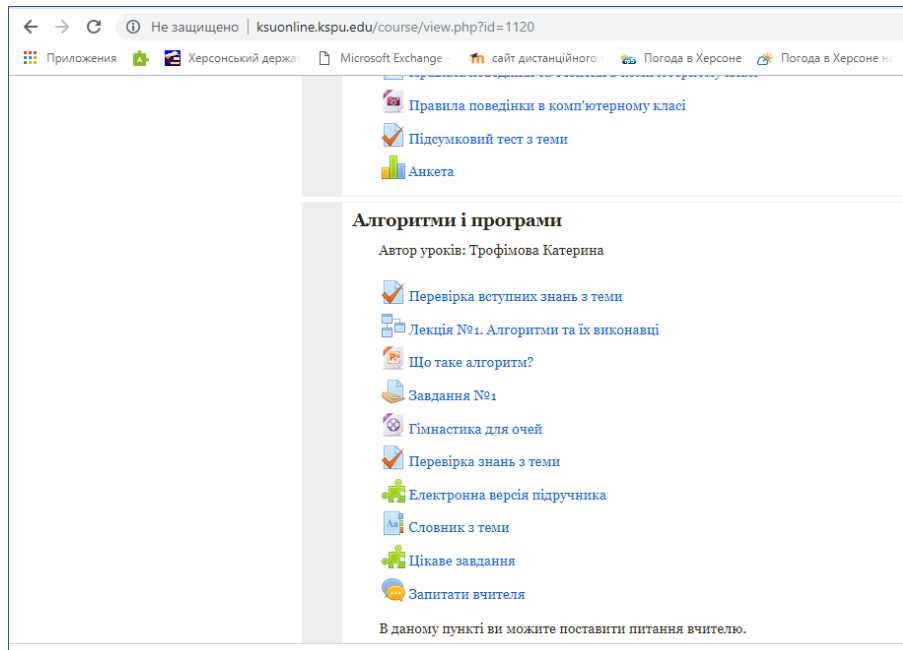 Не защищено | ksuonline.kspu.edu/course/view.php?id=1120
Приложения Херсонський держа Microsoft Exchange - сайт дистанційного Погода в Херсоне Погода в Херсоне на
Правила поведінки в комп'ютерному класі
Підсумковий тест з теми
Анкета
Алгоритми і програми
Автор уроків: Трофімова Катерина
Перевірка вступних знань з теми
Лекція №1. Алгоритми та їх виконавці
Що таке алгоритм?
Завдання №1
Гімнастика для очей
Перевірка знань з теми
Електронна версія підручника
Словник з теми
Цікаве завдання
Запитати вчителя
В даному пункті ви можите поставити питання вчителю.